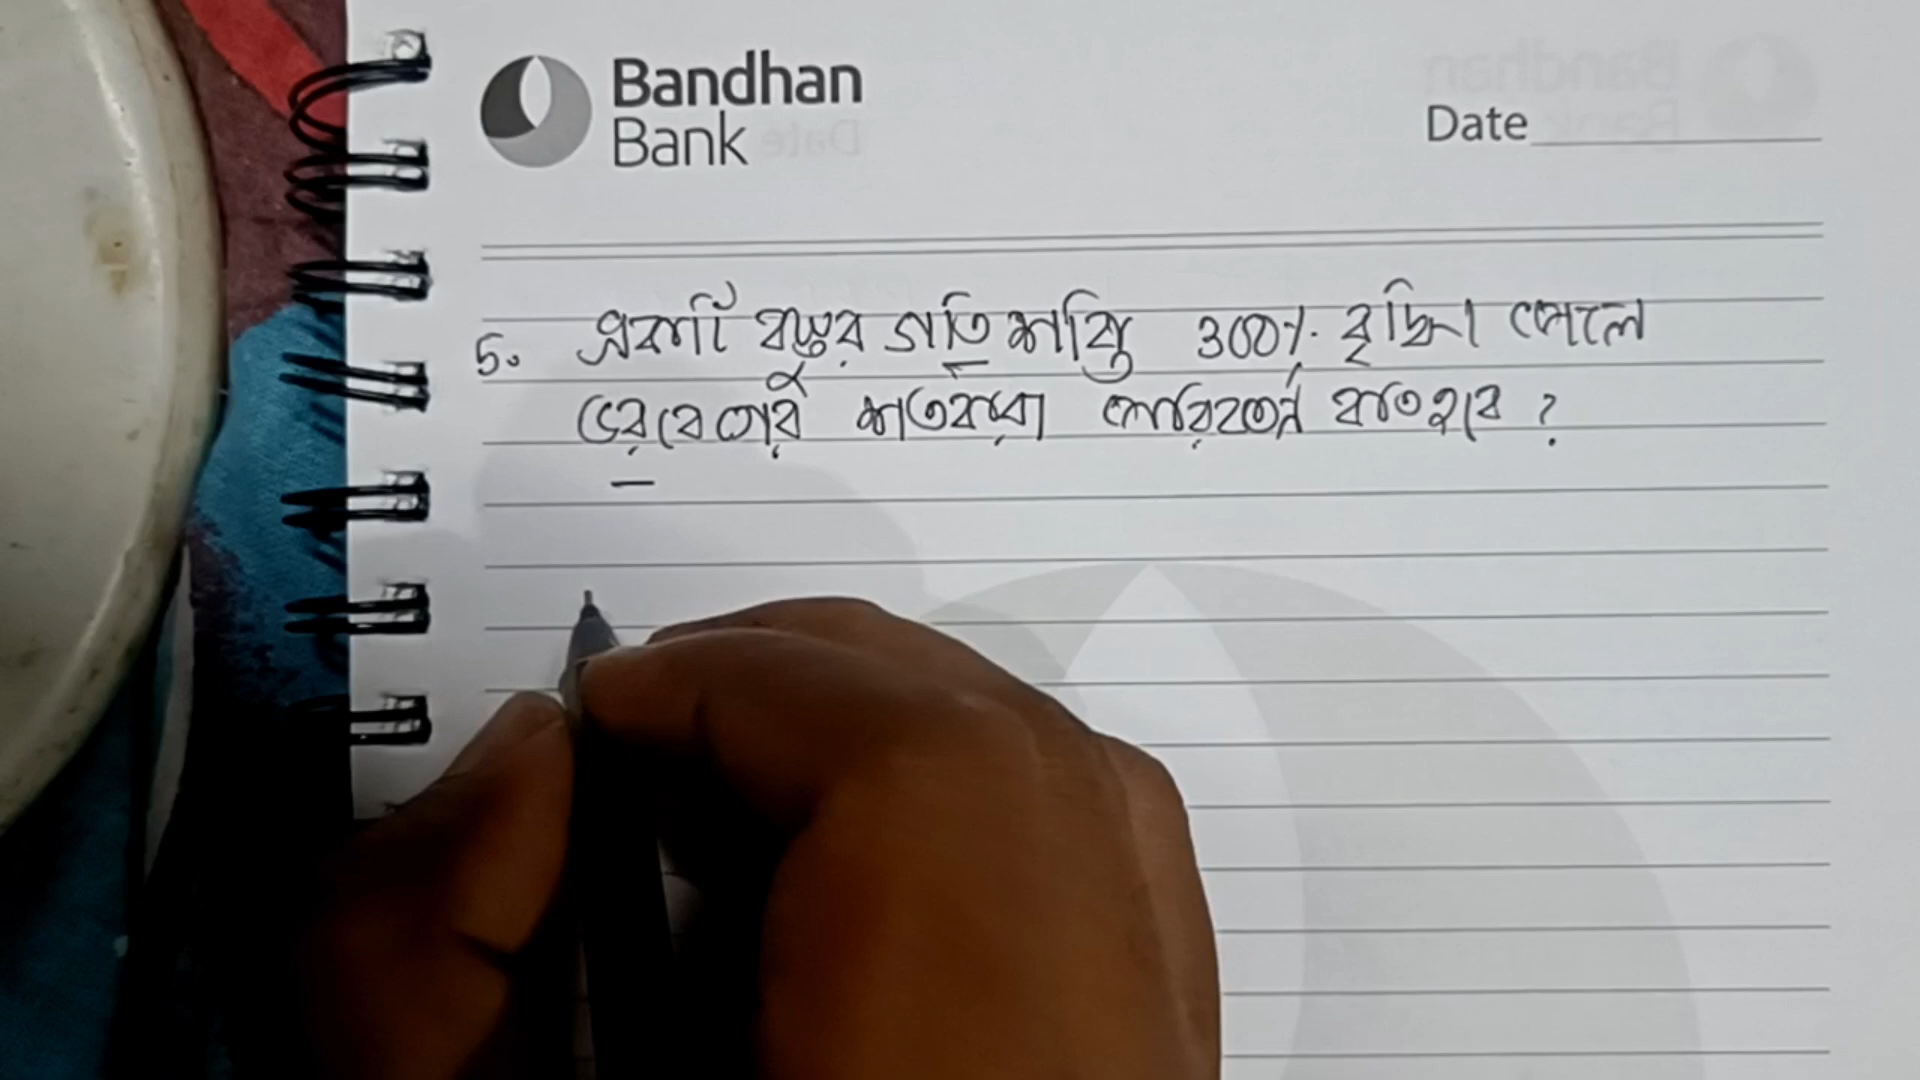 Bandhan
Bank
Date
5. একটি বস্তুর গতি শক্তি 300% বৃদ্ধি পেলে
ভরবেগের শতকরা পরিবর্তন কত হবে ?